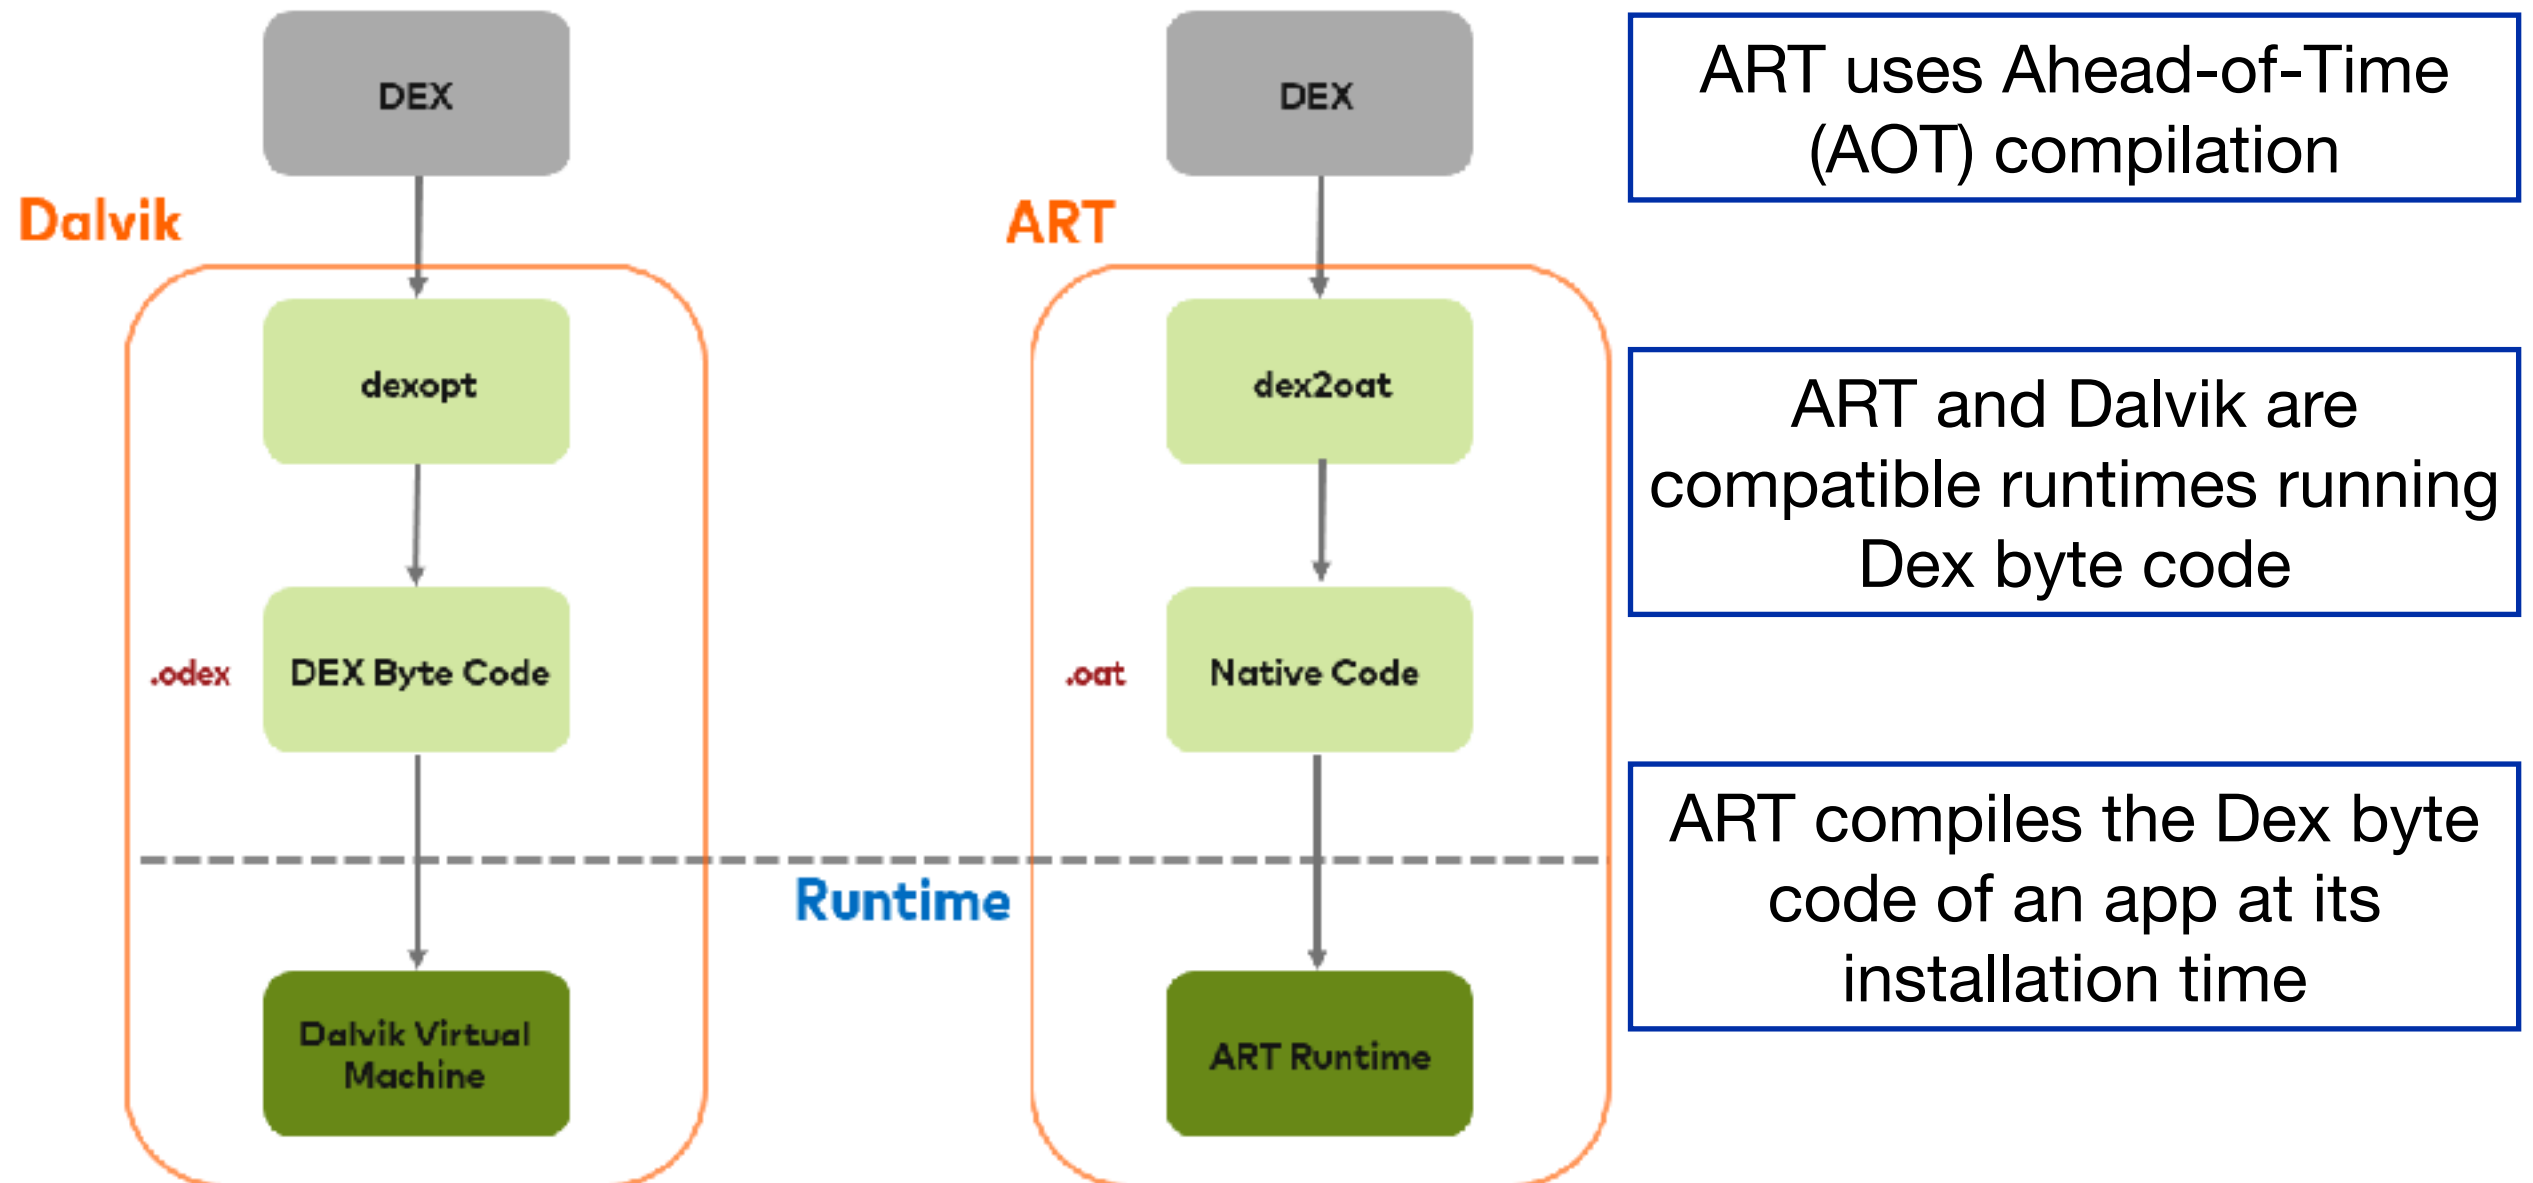 DEX
Dalvik
dexopt
.odex
DEX Byte Code
Dalvik Virtual
Machine
DEX
ART
dex2oat
.oat
Native Code
ART Runtime
Runtime
ART uses Ahead-of-Time
(AOT) compilation
ART and Dalvik are
compatible runtimes running
Dex byte code
ART compiles the Dex byte
code of an app at its
installation time